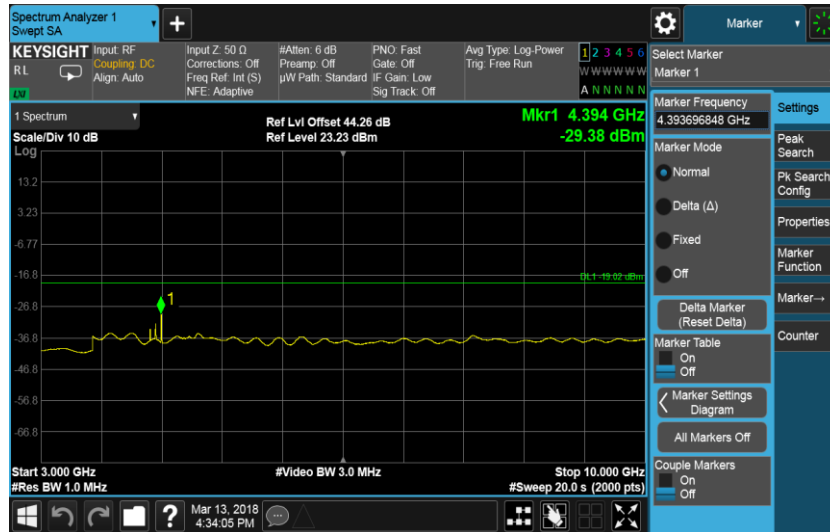 Spectrum Analyzer 1
Swept SA
Marker
KEYSIGHT
RL
LXI
Input: RF
Coupling: DC
Align: Auto
Input Z: 50 Ω
Corrections: Off
Freq Ref: Int (S)
NFE: Adaptive
#Atten: 6 dB
Preamp: Off
µW Path: Standard
PNO: Fast
Gate: Off
IF Gain: Low
Sig Track: Off
Avg Type: Log-Power
Trig: Free Run
1 2 3 4 5 6
W W W W W W
A N N N N N
Select Marker
Marker 1
1 Spectrum
Scale/Div 10 dB
Log
Ref Lvl Offset 44.26 dB
Ref Level 23.23 dBm
Mkr1 4.394 GHz
-29.38 dBm
13.2
3.23
-6.77
-16.8
-26.8
-36.8
-46.8
-56.8
-66.8
DL1 -19.02 dBm
1
Start 3.000 GHz
#Res BW 1.0 MHz
#Video BW 3.0 MHz
Stop 10.000 GHz
#Sweep 20.0 s (2000 pts)
Marker Frequency
4.393696848 GHz
Marker Mode
Normal
Delta (Δ)
Fixed
Off
Delta Marker
(Reset Delta)
Marker Table
On
Off
Marker Settings
Diagram
All Markers Off
Couple Markers
On
Off
Settings
Peak
Search
Pk Search
Config
Properties
Marker
Function
Marker→
Counter
?
Mar 13, 2018
4:34:05 PM